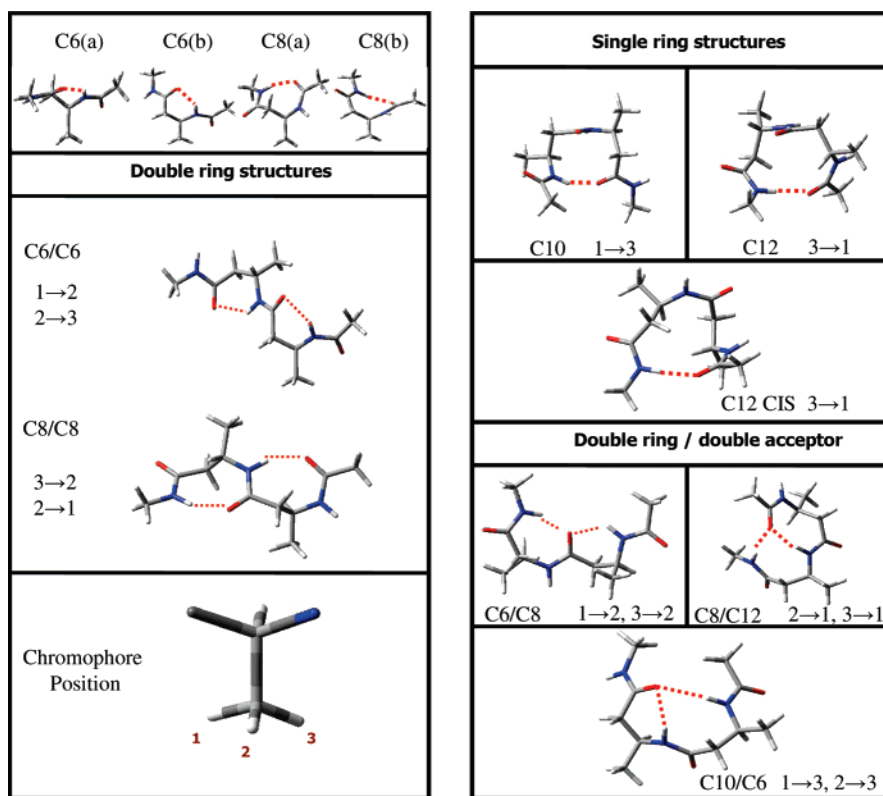 C6(a) C6(b) C8(a) C8(b)
Double ring structures
C6/C6
1→2
2→3
C8/C8
3→2
2→1
Chromophore
Position
1 2 3
Single ring structures
C10 1→3
C12 3→1
C12 CIS 3→1
Double ring / double acceptor
C6/C8 1→2, 3→2
C8/C12 2→1, 3→1
C10/C6 1→3, 2→3